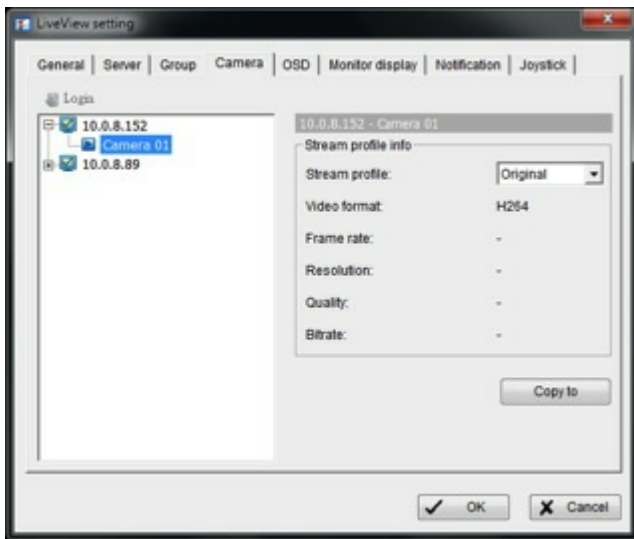 LiveView setting
General Server Group Camera OSD Monitor display Notification Joystick
Login
10.0.8.152
Camera 01
10.0.8.89
10.0.8.152 - Camera 01
Stream profile info
Stream profile: Original
Video format: H264
Frame rate: -
Resolution: -
Quality: -
Bitrate: -
Copy to
OK Cancel